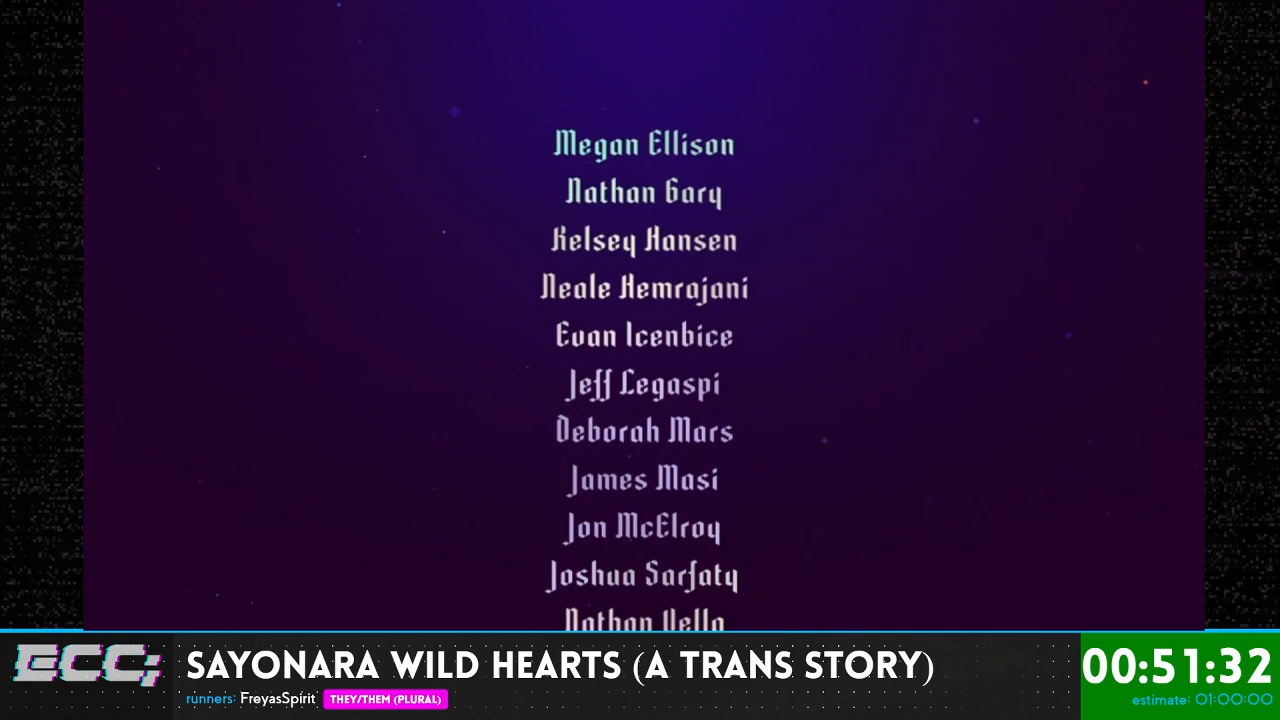 Megan Ellison
Nathan Gary
Kelsey Hansen
Neale Hemrajani
Evan Icenbice
Jeff Legaspi
Deborah Mars
James Masi
Jon McElroy
Joshua Sarfaty
Nathan Vella
ECC;
SAYONARA WILD HEARTS (A TRANS STORY)
00:51:32
runners: FreyasSpirit THEY/THEM (PLURAL)
estimate: 01:00:00